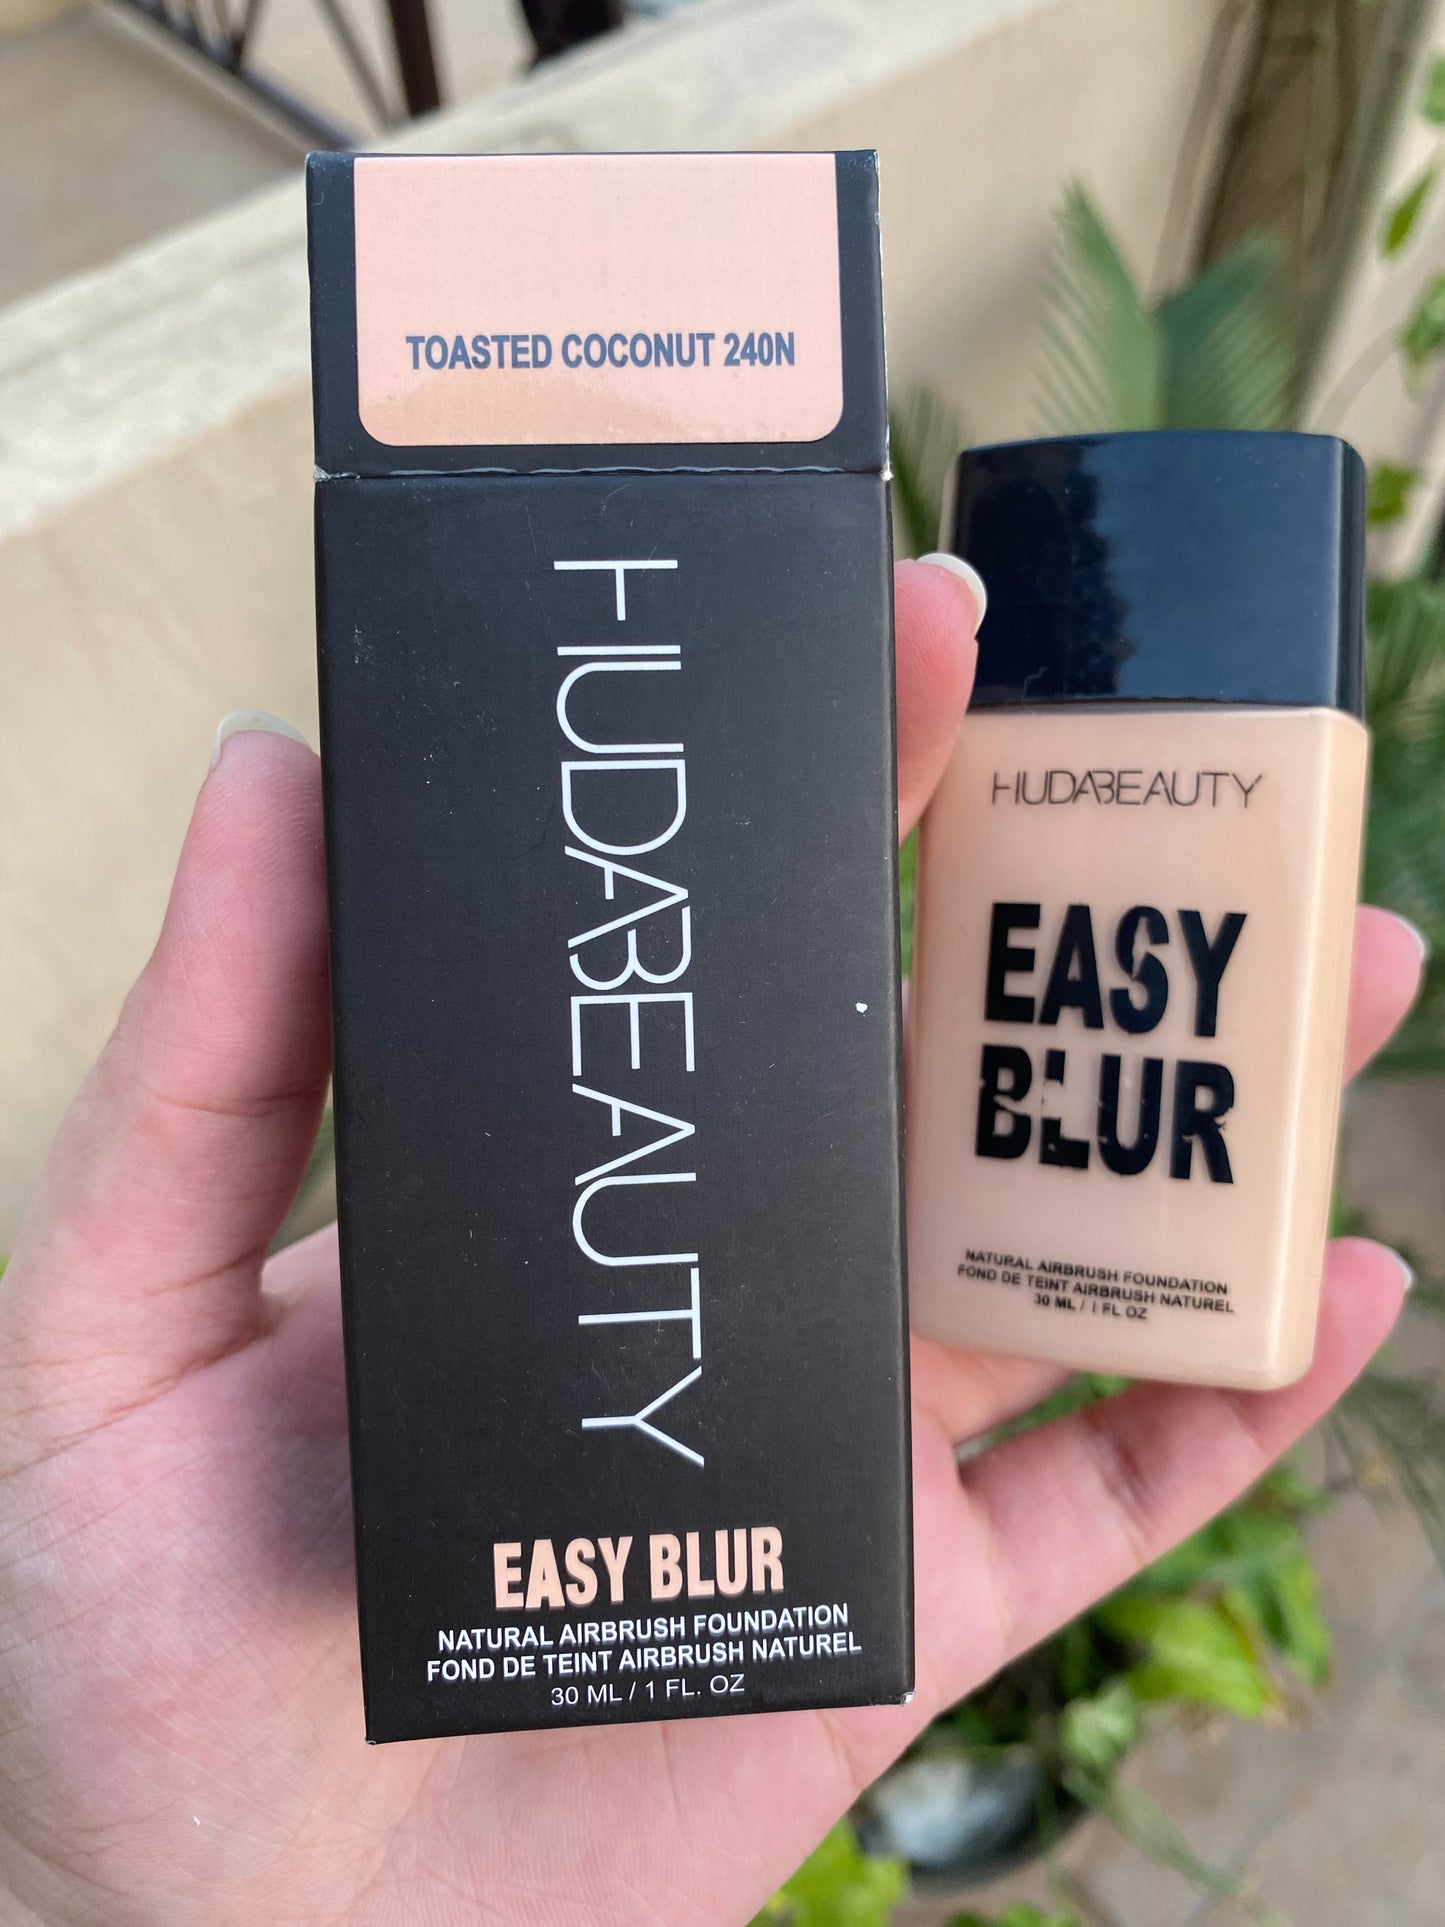 TOASTED COCONUT 240N
HUDABEAUTY
EASY BLUR
NATURAL AIRBRUSH FOUNDATION
FOND DE TEINT AIRBRUSH NATUREL
30 ML / 1 FL. OZ
HUDABEAUTY
EASY
BLUR
NATURAL AIRBRUSH FOUNDATION
FOND DE TEINT AIRBRUSH NATUREL
30 ML / 1 FL OZ